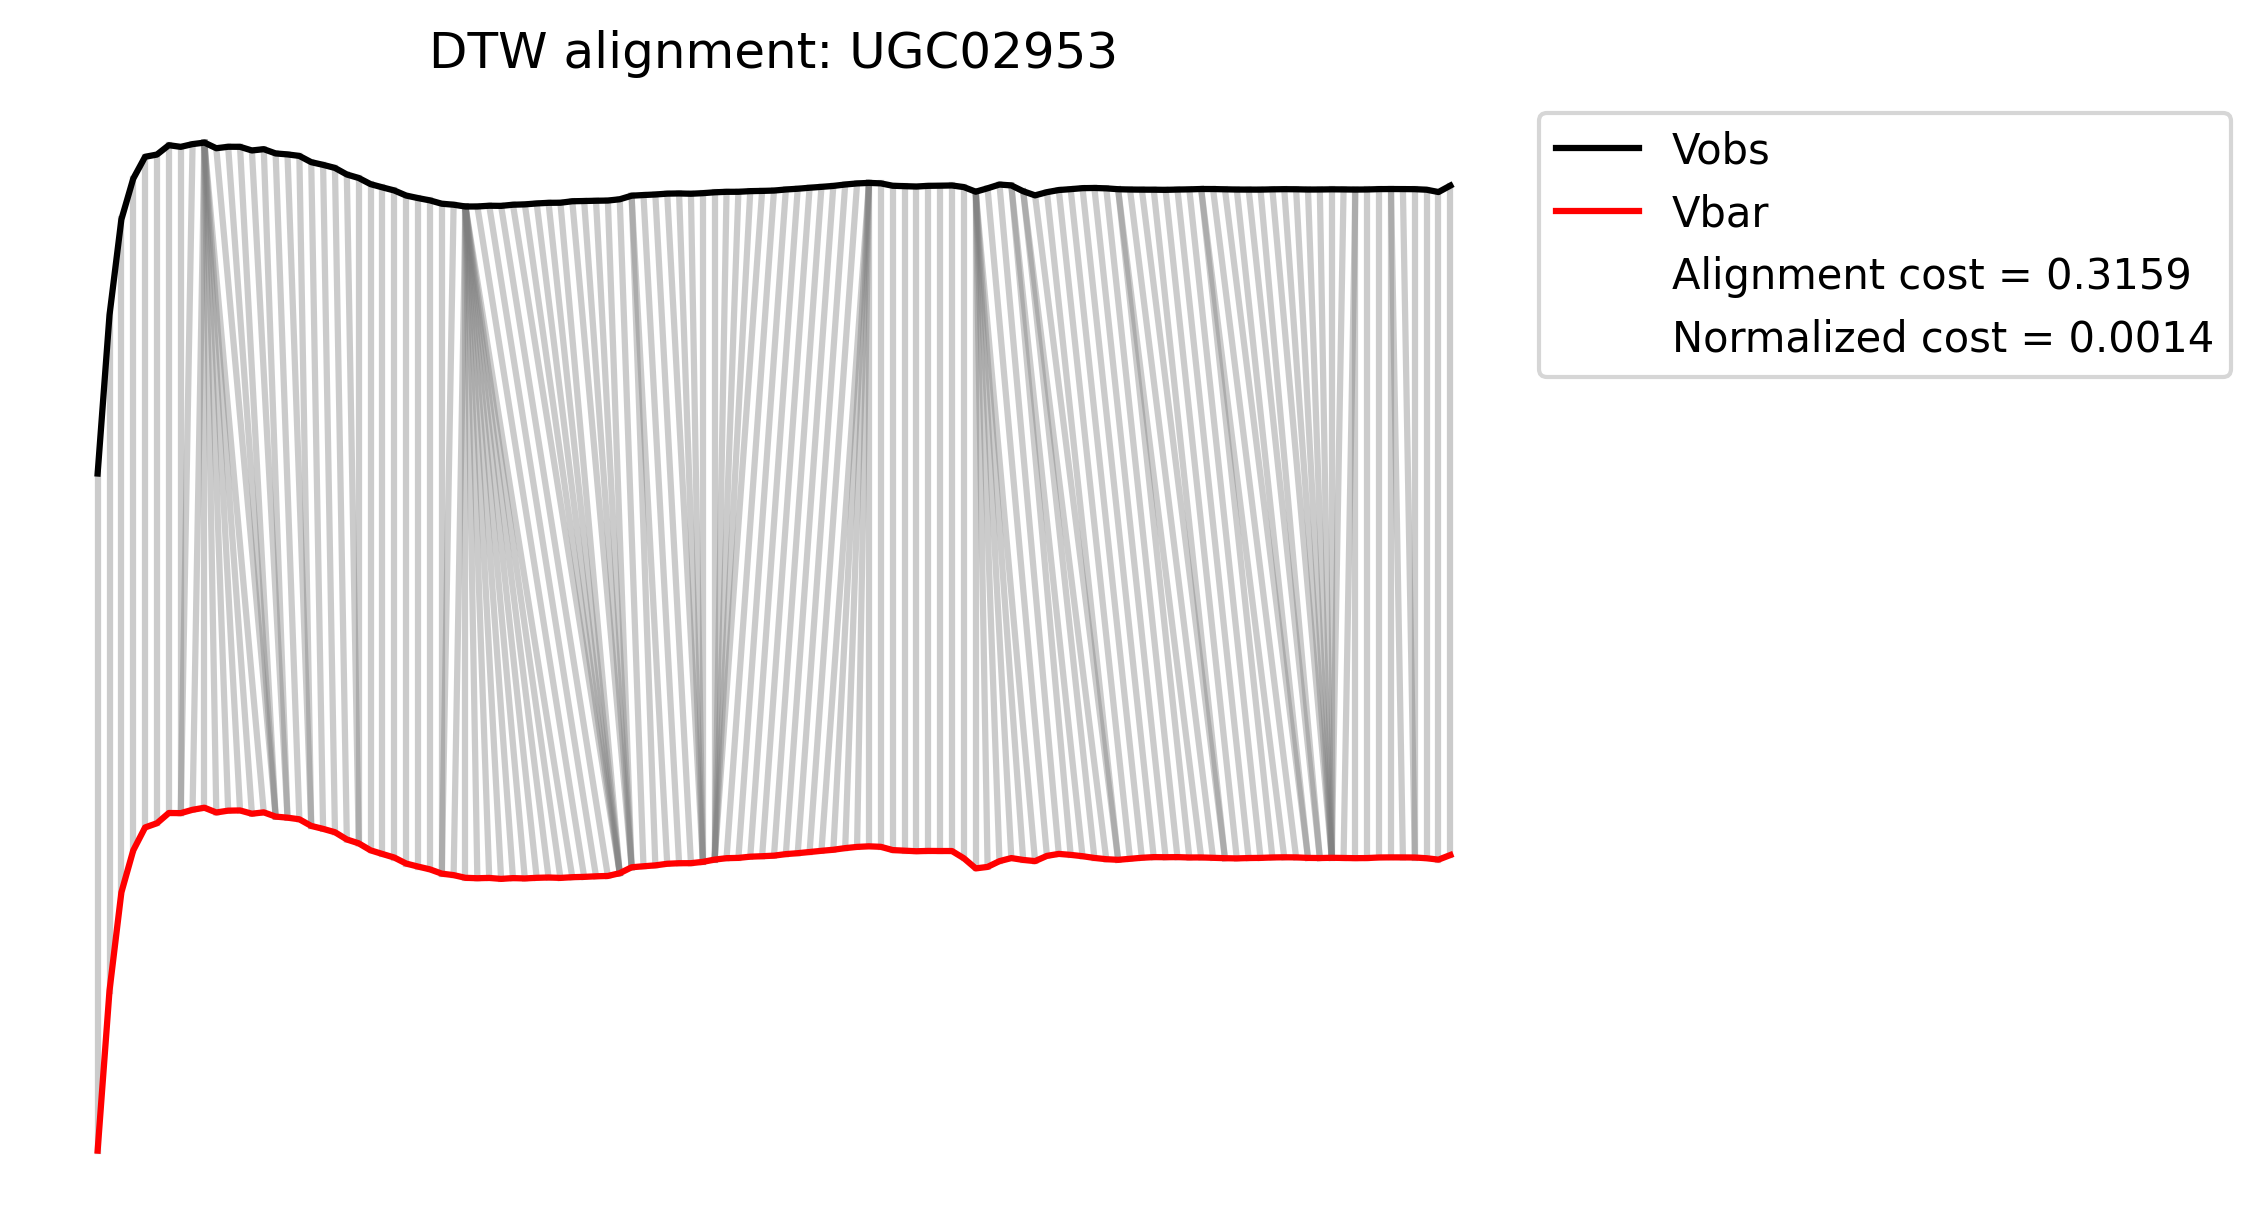 DTW alignment: UGC02953
Vobs
Vbar
Alignment cost = 0.3159
Normalized cost = 0.0014